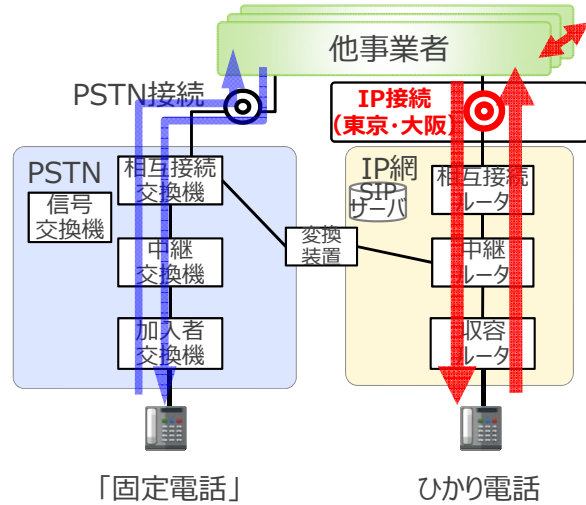 他事業者
PSTN接続
IP接続
(東京・大阪)
PSTN
相互接続
交換機
信号
交換機
中継
交換機
加入者
交換機
変換
装置
IP網
SIP
サーバ
相互接続
ルータ
中継
ルータ
収容
ルータ
「固定電話」
ひかり電話